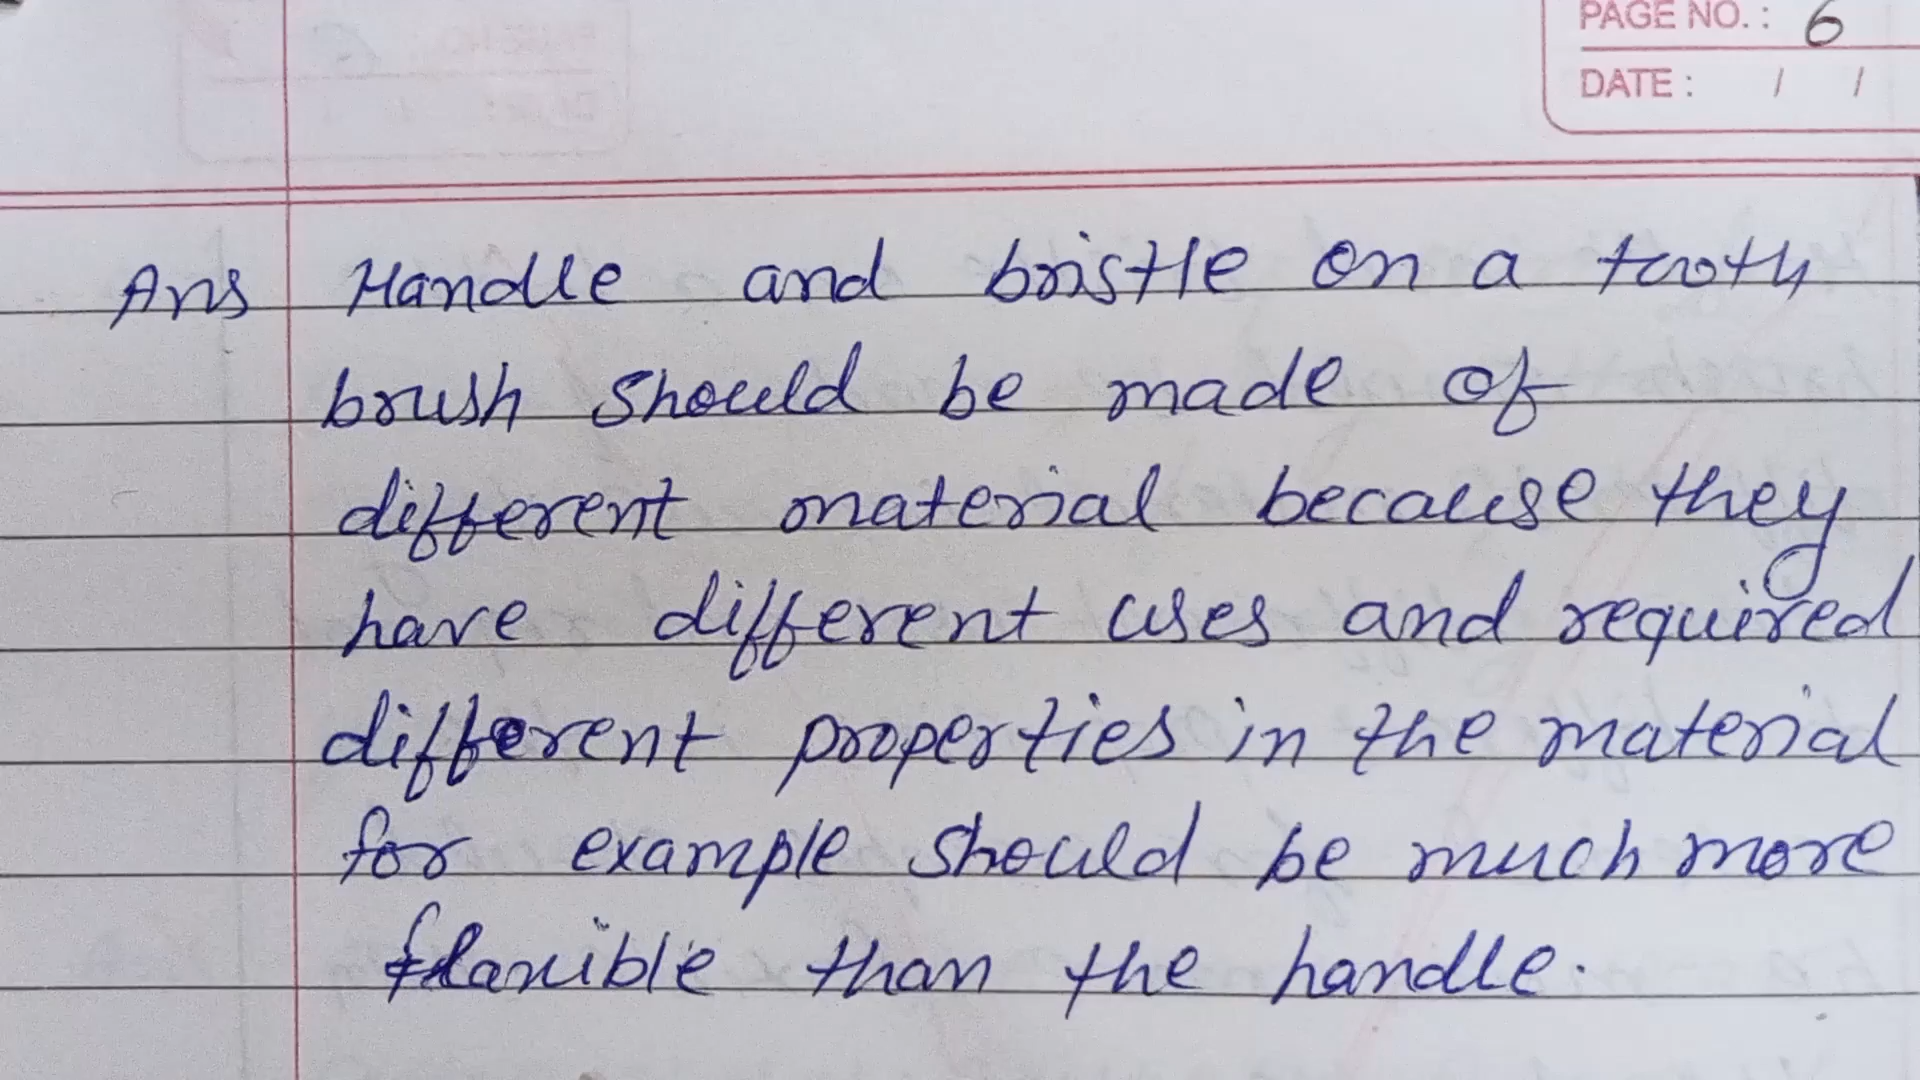 PAGE NO.: 6
DATE: / /
Ans Handle and bristle on a tooth
brush should be made of
different material because they
have different uses and required
different properties in the material
for example should be much more
flaxible than the handle.